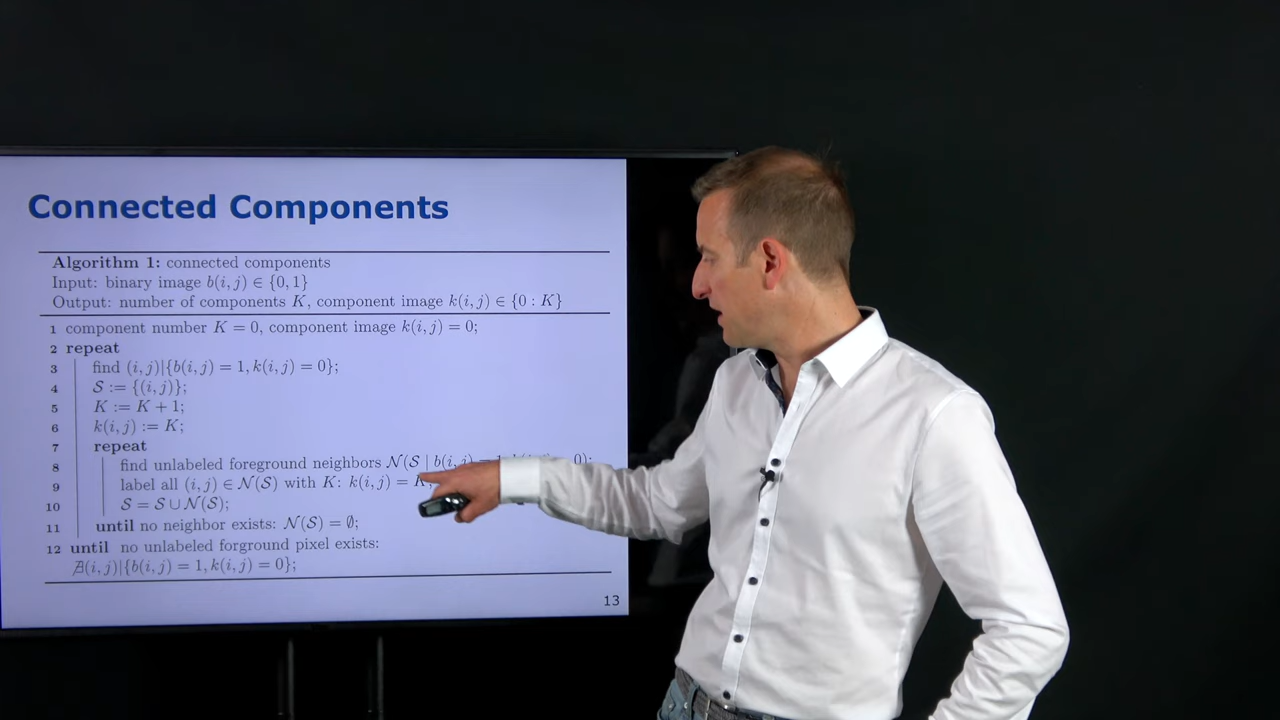 Connected Components
Algorithm 1: connected components
Input: binary image b(i, j) ∈ {0, 1}
Output: number of components K, component image k(i, j) ∈ {0 : K}
1 component number K = 0, component image k(i, j) = 0;
2 repeat
3 find (i, j)|{b(i, j) = 1, k(i, j) = 0};
4 S := {(i, j)};
5 K := K + 1;
6 k(i, j) := K;
7 repeat
8 find unlabeled foreground neighbors N(S | b(i, j) 0);
9 label all (i, j) ∈ N(S) with K: k(i, j) = K
10 S = S ∪ N(S);
11 until no neighbor exists: N(S) = ∅;
12 until no unlabeled forground pixel exists:
∄(i, j)|{b(i, j) = 1, k(i, j) = 0};
13